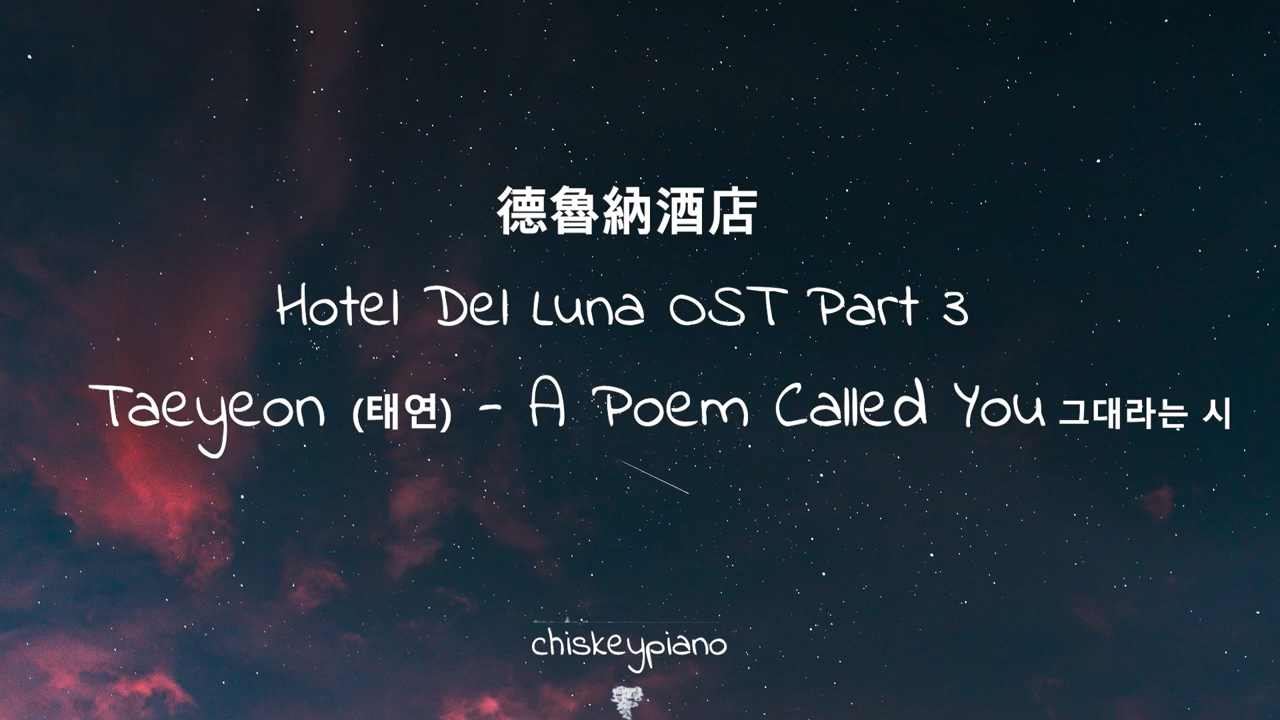 德魯納酒店
Hotel Del Luna OST Part 3
Taeyeon (태연) - A Poem Called You 그대라는 시
chiskeypiano